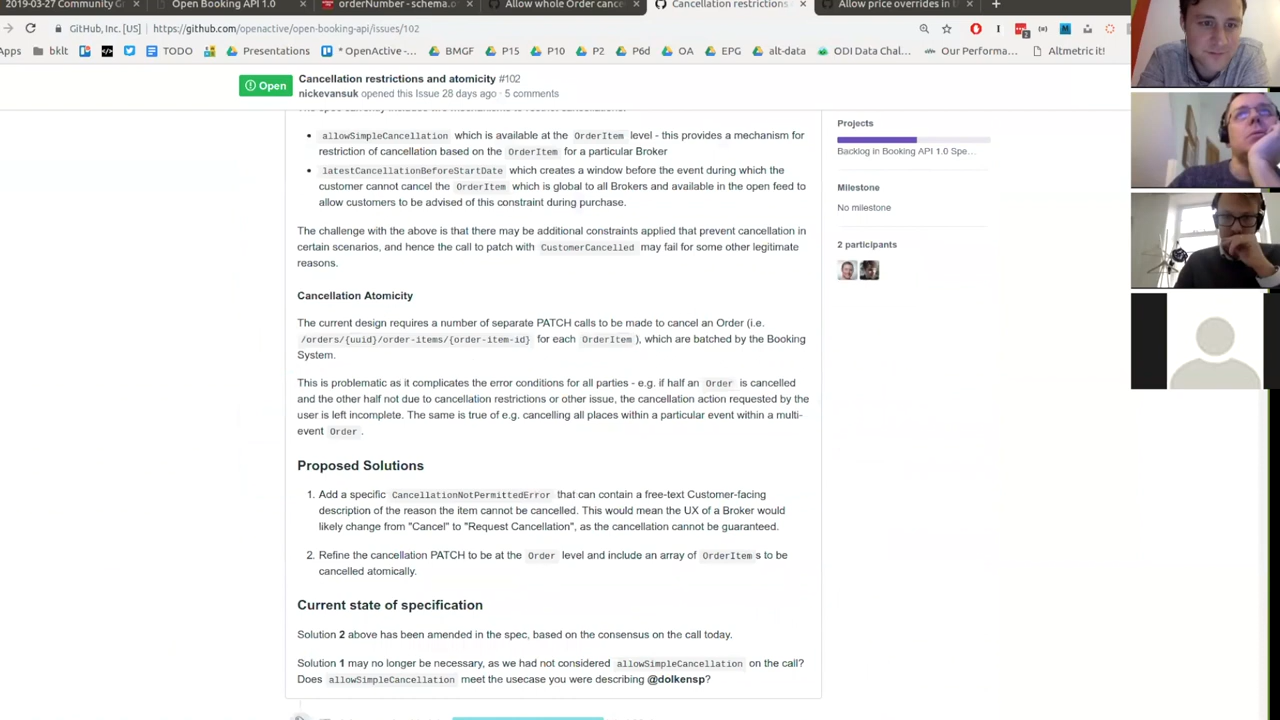 2019-03-27 Community G
Open Booking API 1.0
orderNumber - schema.o
Allow whole Order cance
Cancellation restrictions
Allow price overrides in t
GitHub, Inc. [US]
https://github.com/openactive/open-booking-api/issues/102
Apps
bklt
TODO
Presentations
* *OpenActive -
BMGF
P15
P10
P2
P6d
OA
EPG
alt-data
ODI Data Chal...
Our Performa...
Altmetric it!
Open
Cancellation restrictions and atomicity #102
nickevansuk opened this Issue 28 days ago · 5 comments
The spec currently includes two mechanisms to restrict cancellations:
allowSimpleCancellation which is available at the OrderItem level - this provides a mechanism for
restriction of cancellation based on the OrderItem for a particular Broker
latestCancellationBeforeStartDate which creates a window before the event during which the
customer cannot cancel the OrderItem which is global to all Brokers and available in the open feed to
allow customers to be advised of this constraint during purchase.
The challenge with the above is that there may be additional constraints applied that prevent cancellation in
certain scenarios, and hence the call to patch with CustomerCancelled may fail for some other legitimate
reasons.
Cancellation Atomicity
The current design requires a number of separate PATCH calls to be made to cancel an Order (i.e.
/orders/{uuid}/order-items/{order-item-id} for each OrderItem ), which are batched by the Booking
System.
This is problematic as it complicates the error conditions for all parties - e.g. if half an Order is cancelled
and the other half not due to cancellation restrictions or other issue, the cancellation action requested by the
user is left incomplete. The same is true of e.g. cancelling all places within a particular event within a multi-
event Order .
Proposed Solutions
1. Add a specific CancellationNotPermittedError that can contain a free-text Customer-facing
description of the reason the item cannot be cancelled. This would mean the UX of a Broker would
likely change from "Cancel" to "Request Cancellation", as the cancellation cannot be guaranteed.
2. Refine the cancellation PATCH to be at the Order level and include an array of OrderItem s to be
cancelled atomically.
Current state of specification
Solution 2 above has been amended in the spec, based on the consensus on the call today.
Solution 1 may no longer be necessary, as we had not considered allowSimpleCancellation on the call?
Does allowSimpleCancellation meet the usecase you were describing @dolkensp?
Projects
Backlog in Booking API 1.0 Spe...
Milestone
No milestone
2 participants